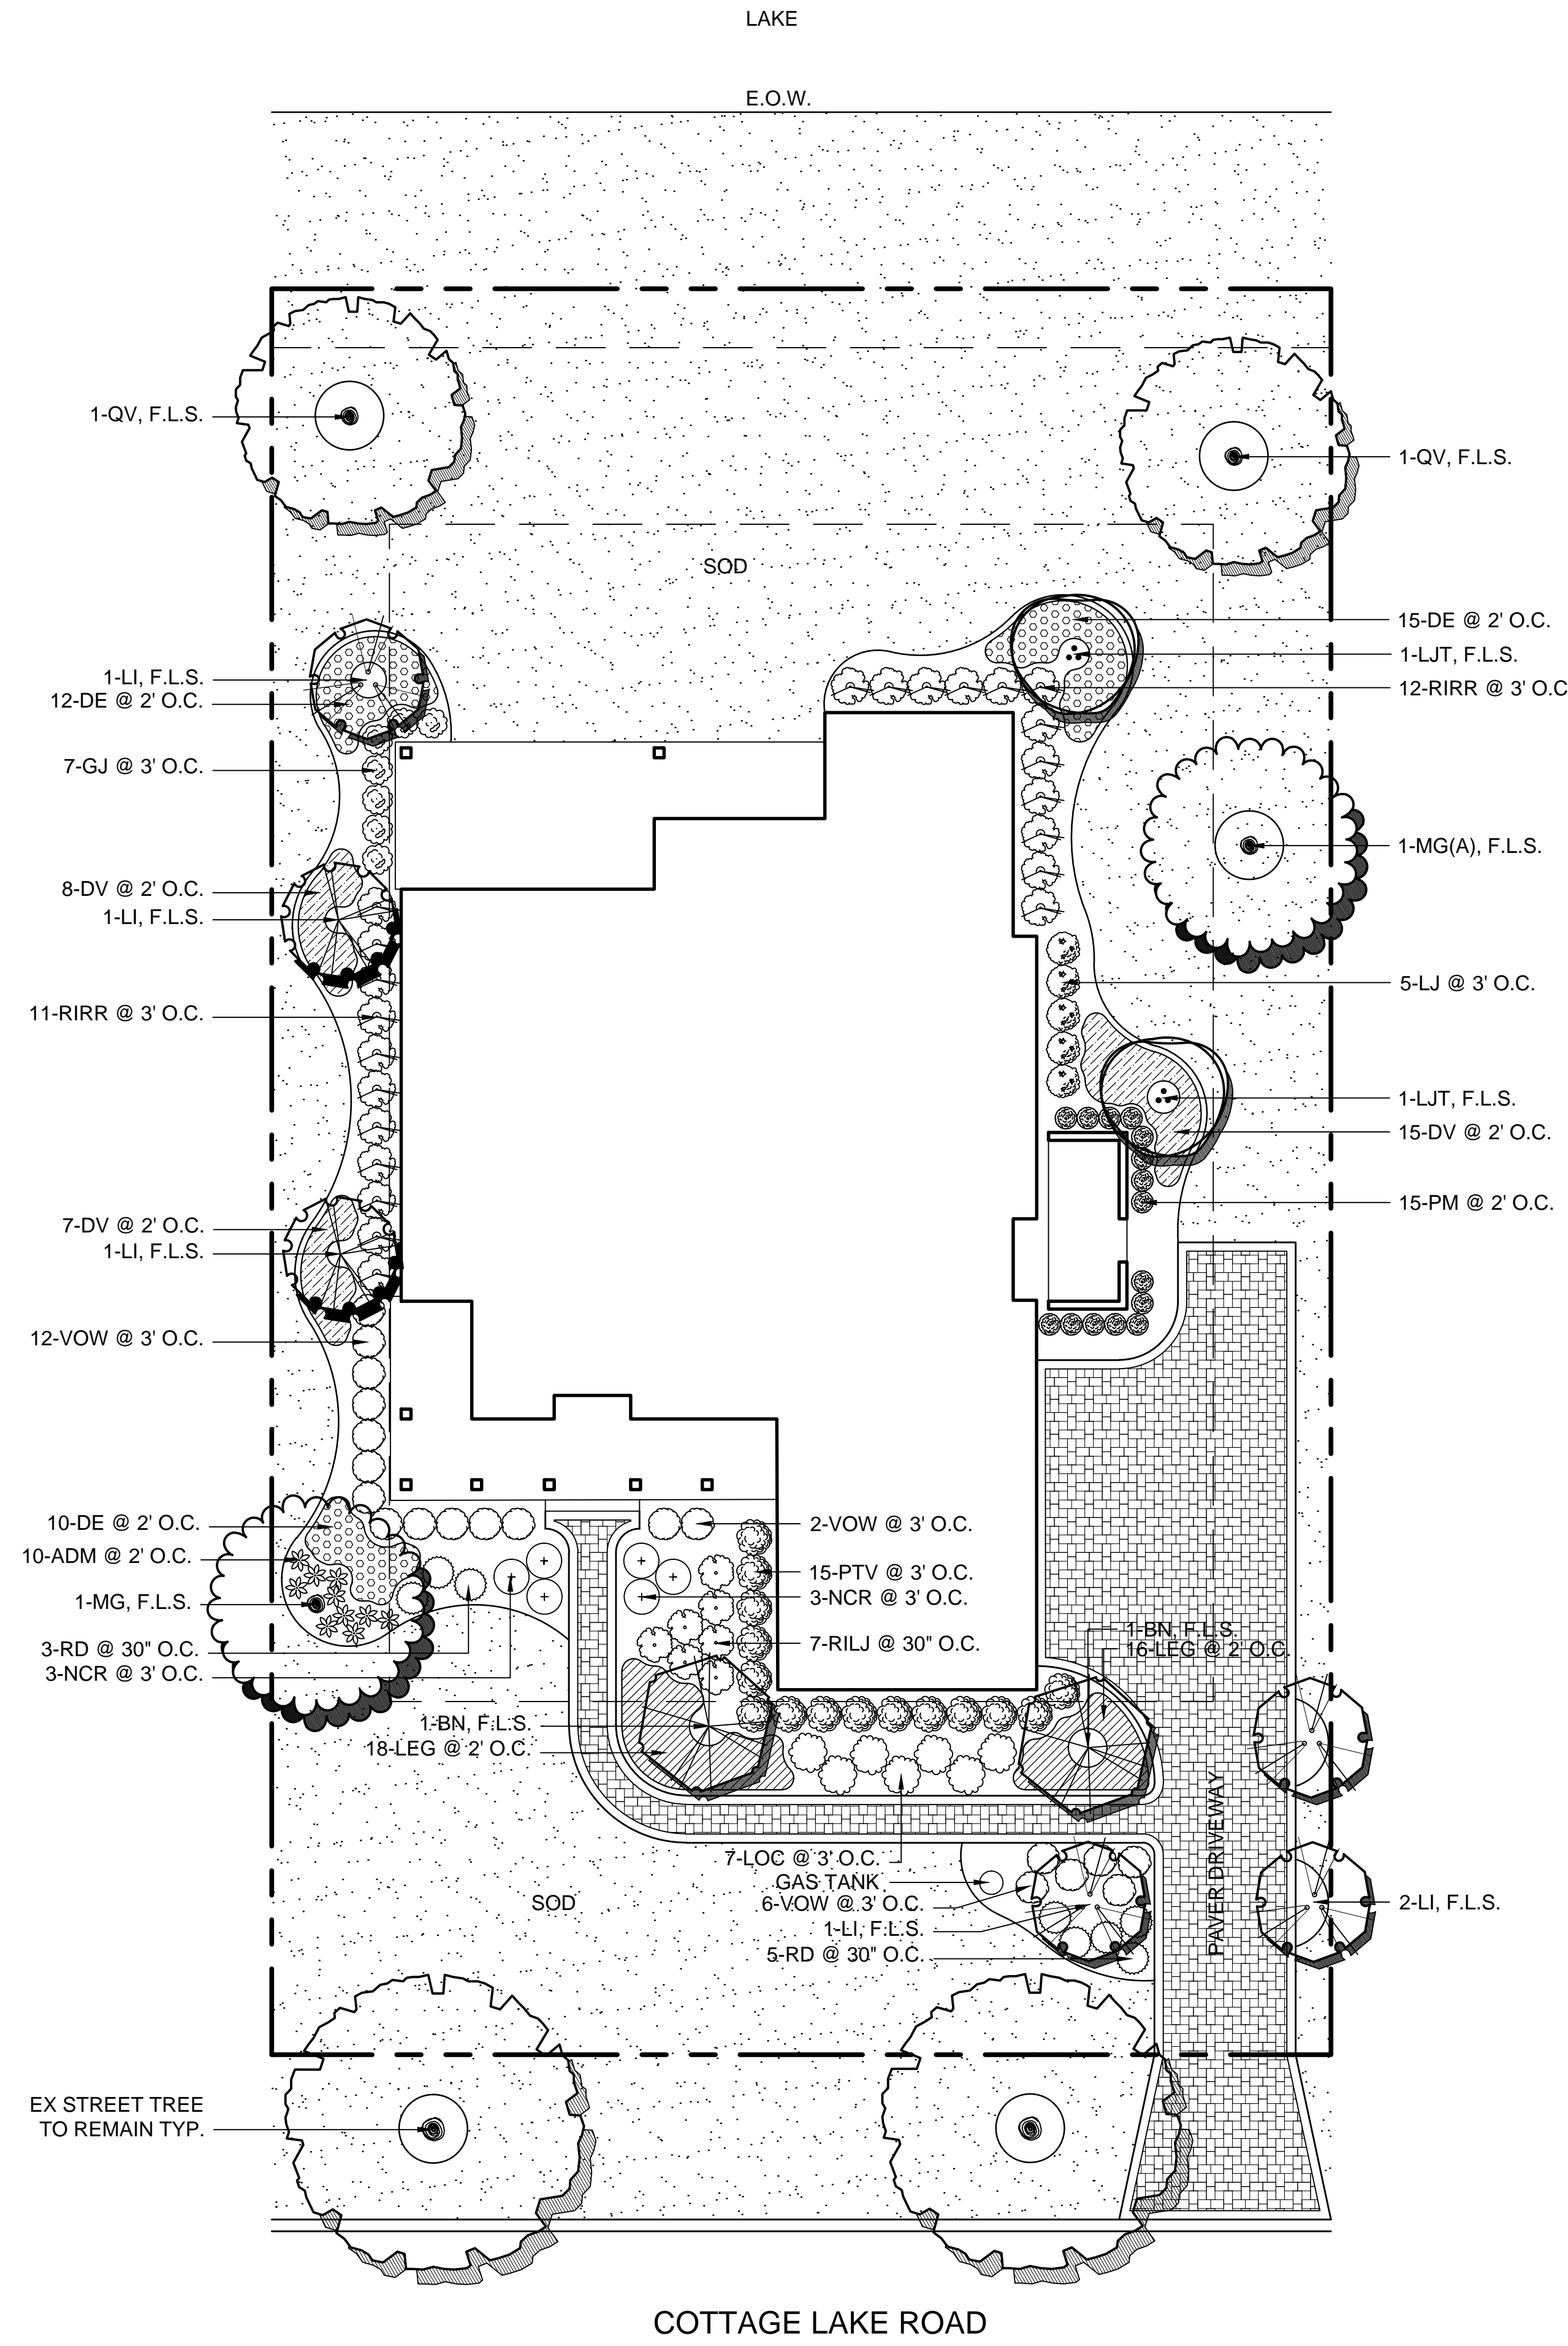 LAKE
E.O.W.
1-QV, F.L.S.
1-QV, F.L.S.
SOD
15-DE @ 2' O.C.
1-LJT, F.L.S.
12-RIRR @ 3' O.C
1-LI, F.L.S.
12-DE @ 2' O.C.
7-GJ @ 3' O.C.
1-MG(A), F.L.S.
8-DV @ 2' O.C.
1-LI, F.L.S.
5-LJ @ 3' O.C.
11-RIRR @ 3' O.C.
1-LJT, F.L.S.
15-DV @ 2' O.C.
15-PM @ 2' O.C.
7-DV @ 2' O.C.
1-LI, F.L.S.
12-VOW @ 3' O.C.
10-DE @ 2' O.C.
10-ADM @ 2' O.C.
1-MG, F.L.S.
3-RD @ 30" O.C.
3-NCR @ 3' O.C.
2-VOW @ 3' O.C.
15-PTV @ 3' O.C.
3-NCR @ 3' O.C.
7-RILJ @ 30" O.C.
1-BN, F.L.S.
16-LEG @ 2' O.C.
1-BN, F.L.S.
18-LEG @ 2' O.C.
PAVER DRIVEWAY
7-LOC @ 3' O.C.
GAS TANK
6-VOW @ 3' O.C.
1-LI, F.L.S.
5-RD @ 30" O.C.
SOD
2-LI, F.L.S.
EX STREET TREE
TO REMAIN TYP.
COTTAGE LAKE ROAD